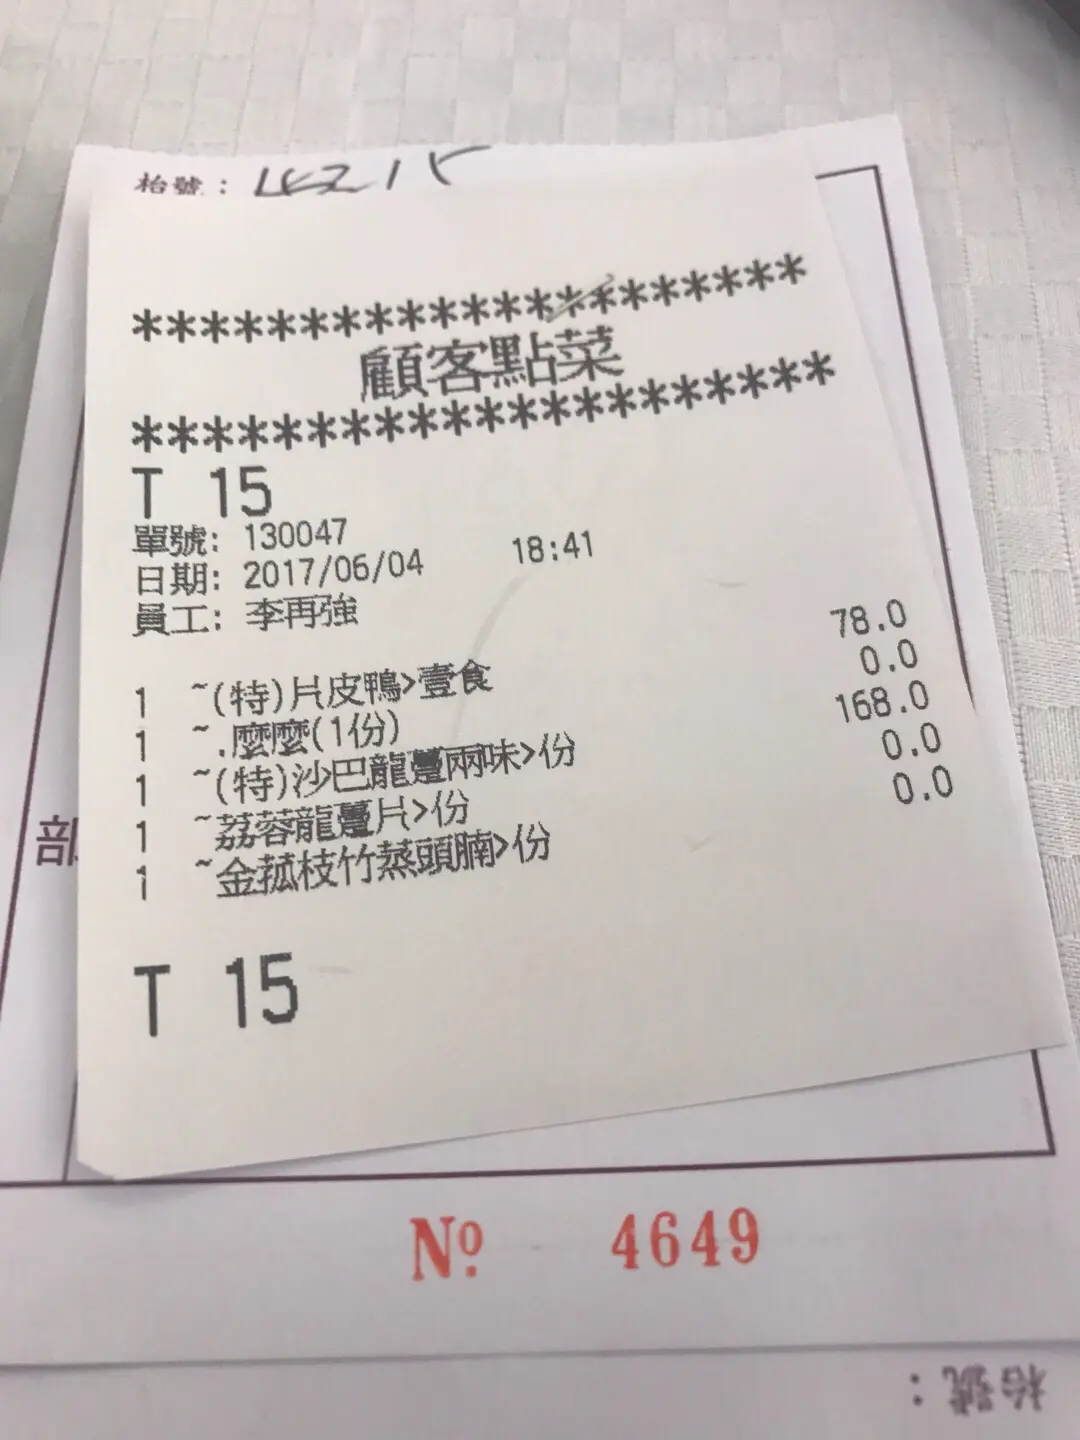 枱號：
********************
顧客點菜
********************
T 15
單號: 130047
日期: 2017/06/04 18:41
員工: 李再強
1 ~(特)片皮鴨>壹食 78.0
1 ~.麼麼(1份) 0.0
1 ~(特)沙巴龍躉兩味>份 168.0
1 ~荔蓉龍躉片>份 0.0
1 ~金菰枝竹蒸頭腩>份 0.0
T 15
部
Nº 4649
枱號：